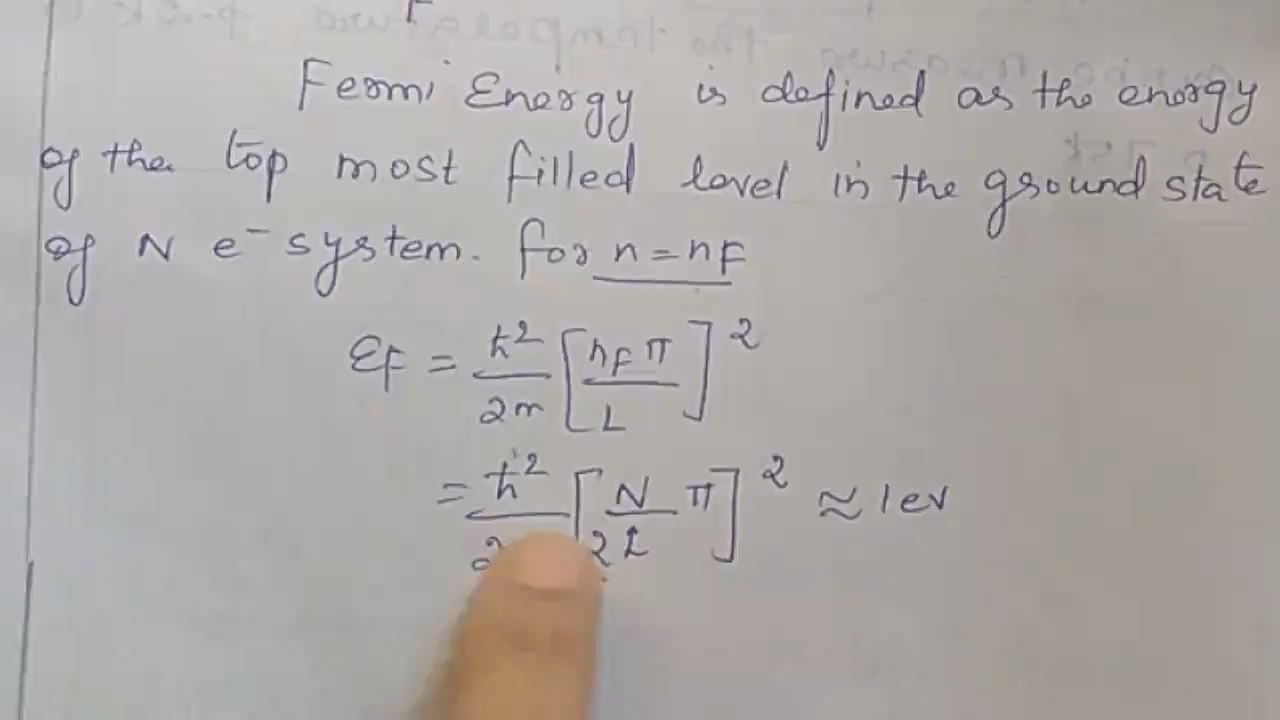 Fermi Energy is defined as the energy
of the top most filled level in the ground state
of N e⁻ system. for n = nF
EF = ℏ²/2m [nF π/L]²
= ℏ²/2 [N/2L π]² ≈ 1ev